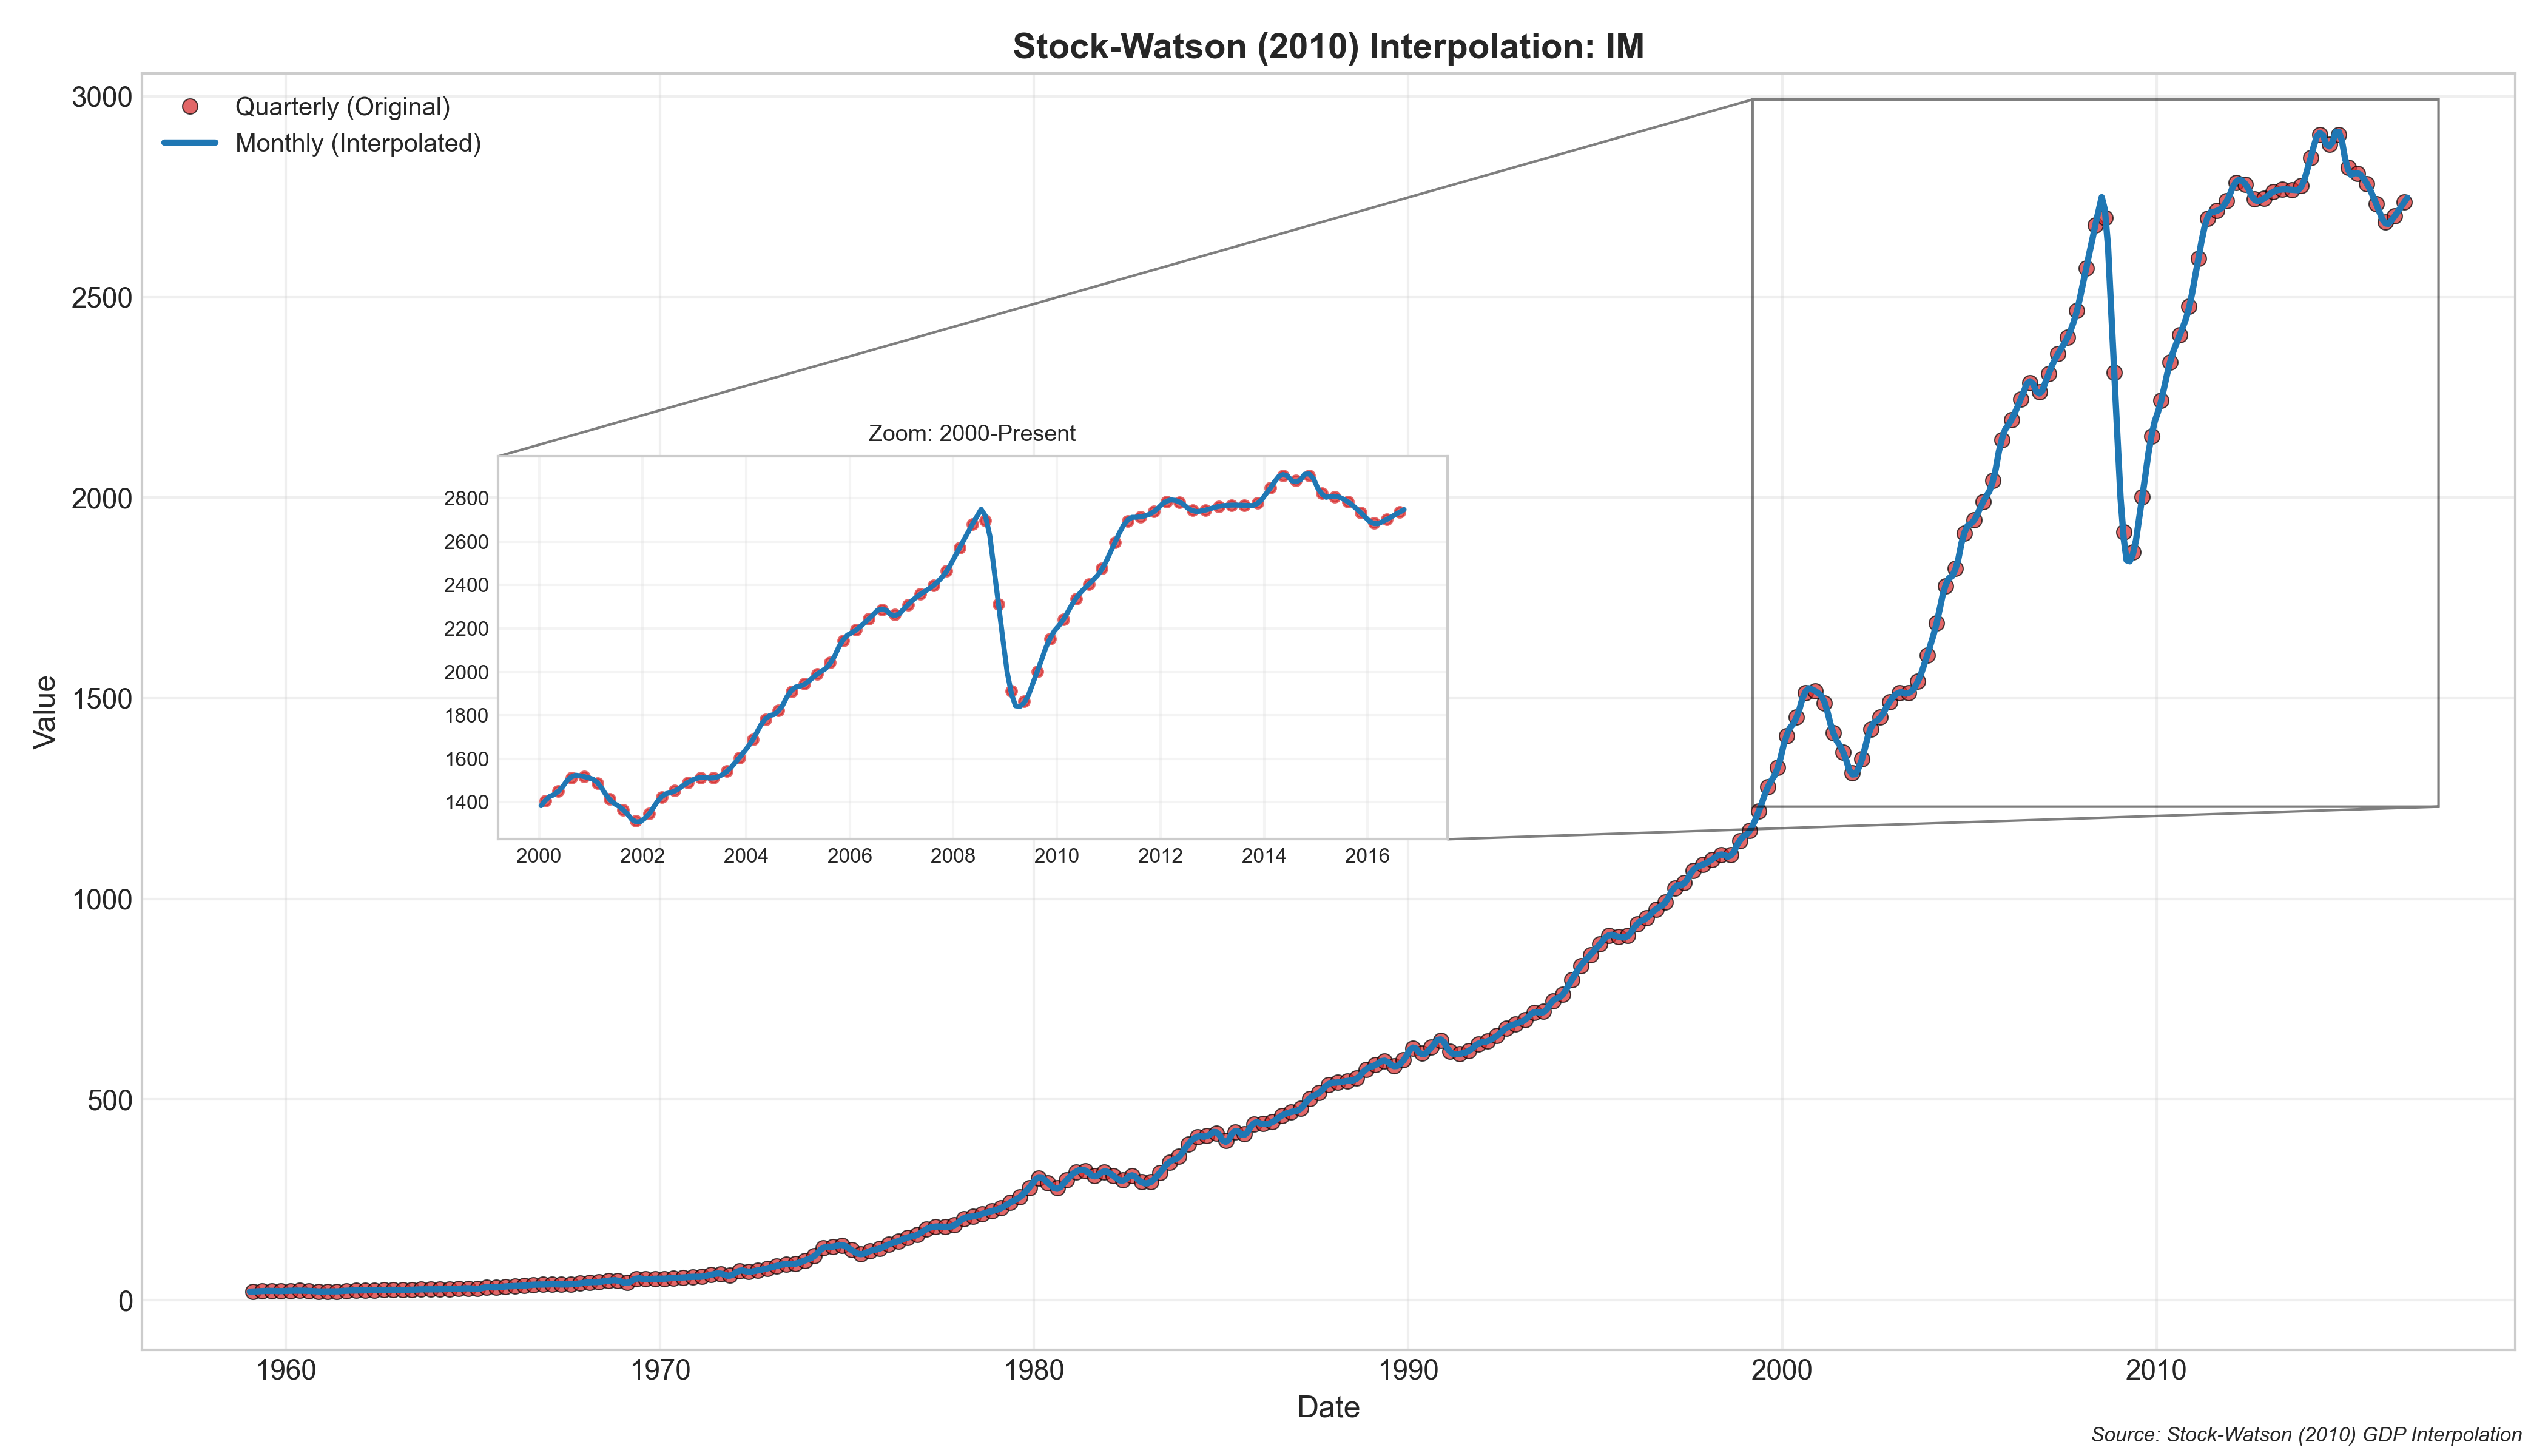 Stock-Watson (2010) Interpolation: IM
3000
2500
2000
1500
1000
500
0
Value
Quarterly (Original)
Monthly (Interpolated)
Zoom: 2000-Present
2800
2600
2400
2200
2000
1800
1600
1400
2000 2002 2004 2006 2008 2010 2012 2014 2016
1960 1970 1980 1990 2000 2010
Date
Source: Stock-Watson (2010) GDP Interpolation